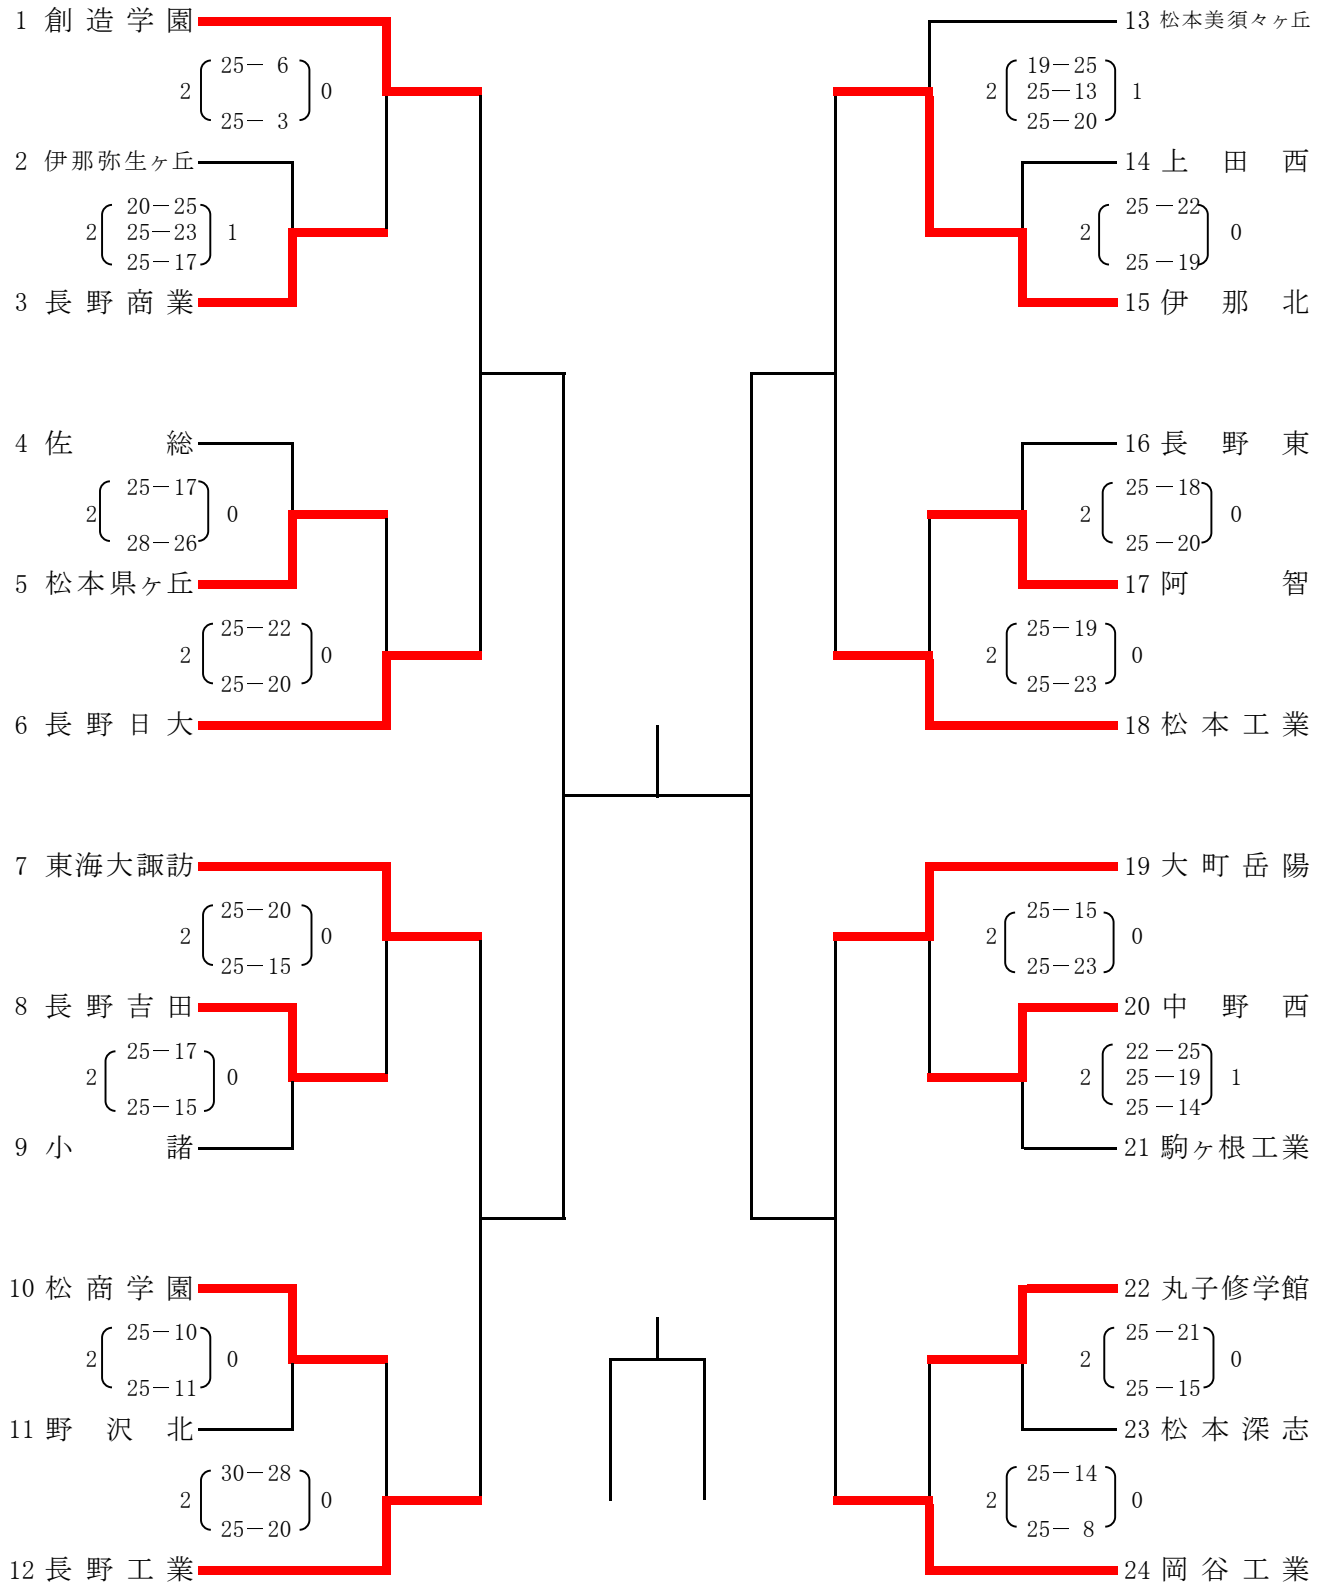 1 創造学園
25－ 6
2 0
25－ 3
2 伊那弥生ヶ丘
20－25
2 25－23 1
25－17
3 長野商業
4 佐総
25－17
2 0
28－26
5 松本県ヶ丘
25－22
2 0
25－20
6 長野日大
7 東海大諏訪
25－20
2 0
25－15
8 長野吉田
25－17
2 0
25－15
9 小諸
10 松商学園
25－10
2 0
25－11
11 野沢北
30－28
2 0
25－20
12 長野工業
13 松本美須々ヶ丘
19－25
2 25－13 1
25－20
14 上田西
25－22
2 0
25－19
15 伊那北
16 長野東
25－18
2 0
25－20
17 阿智
25－19
2 0
25－23
18 松本工業
19 大町岳陽
25－15
2 0
25－23
20 中野西
22－25
2 25－19 1
25－14
21 駒ヶ根工業
22 丸子修学館
25－21
2 0
25－15
23 松本深志
25－14
2 0
25－ 8
24 岡谷工業